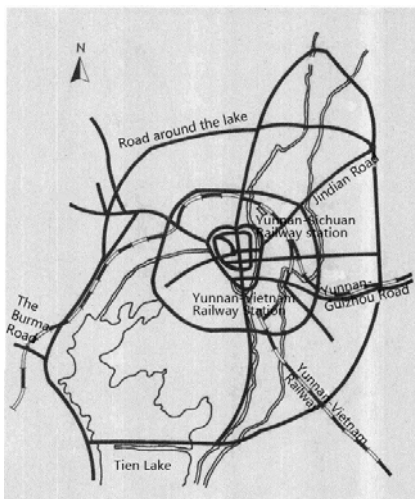 N
Road around the lake
Jindian Road
Yunnan-Sichuan
Railway station
Yunnan-
Guizhou Road
Yunnan-Vietnam
Railway Station
The
Burma
Road
Yunnan-Vietnam
Railway
Tien Lake